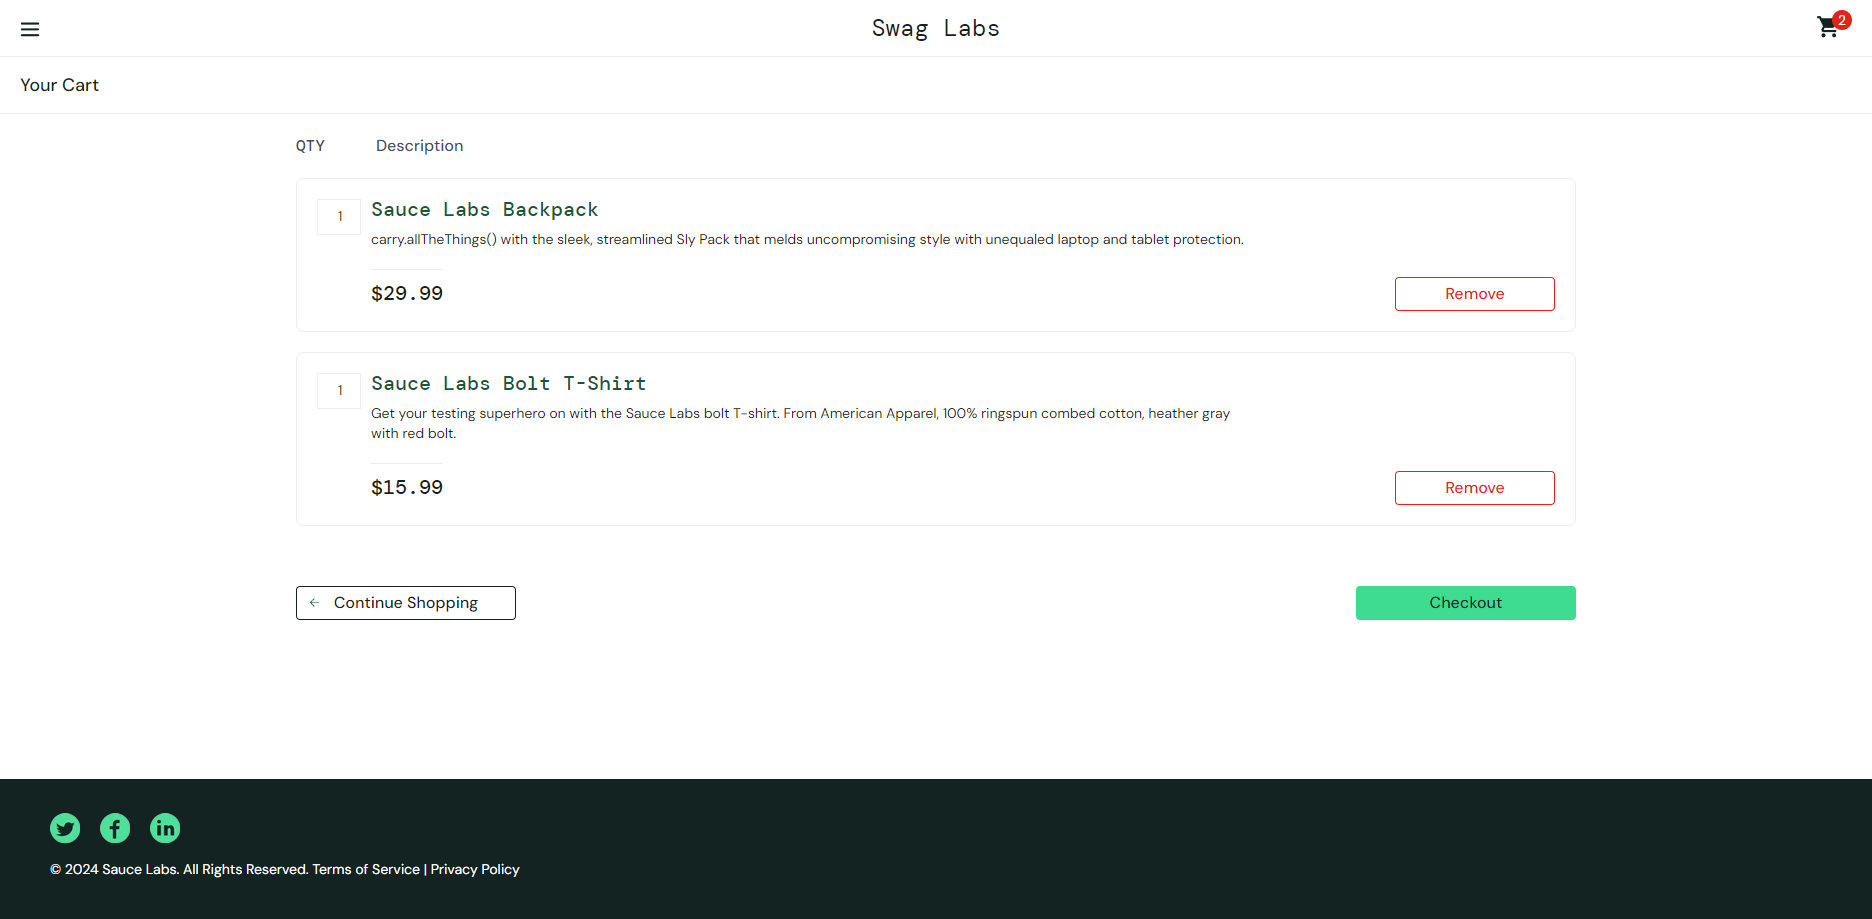 Swag Labs
2
Your Cart
QTY Description
1 Sauce Labs Backpack
carry.allTheThings() with the sleek, streamlined Sly Pack that melds uncompromising style with unequaled laptop and tablet protection.
$29.99 Remove
1 Sauce Labs Bolt T-Shirt
Get your testing superhero on with the Sauce Labs bolt T-shirt. From American Apparel, 100% ringspun combed cotton, heather gray
with red bolt.
$15.99 Remove
Continue Shopping Checkout
© 2024 Sauce Labs. All Rights Reserved. Terms of Service | Privacy Policy